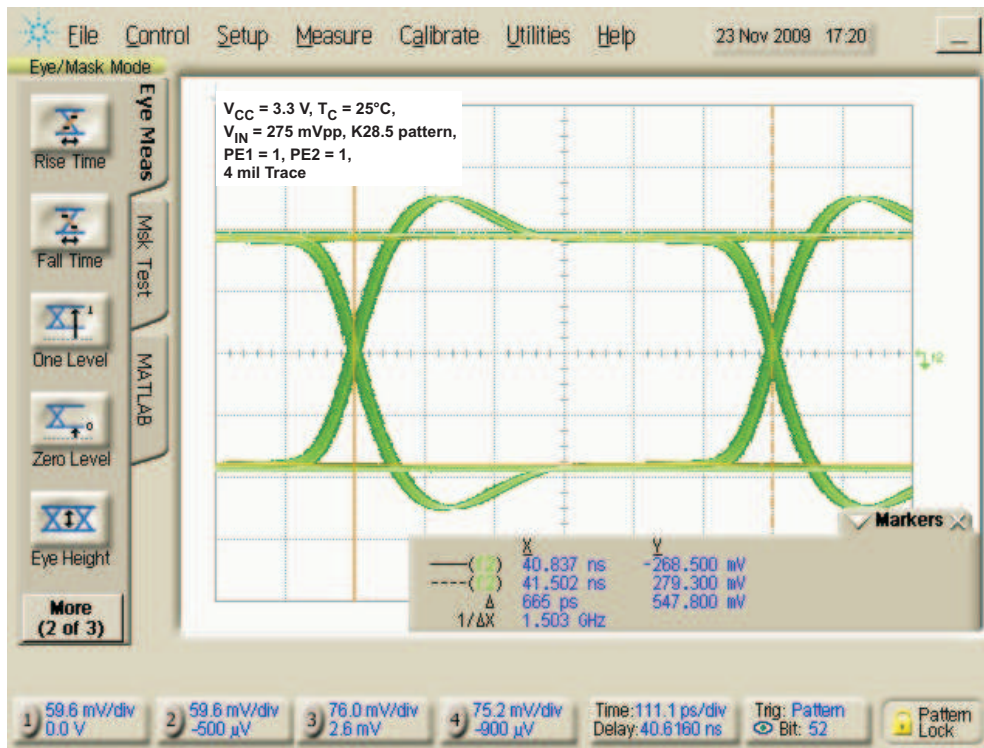 File Control Setup Measure Calibrate Utilities Help 23 Nov 2009 17:20
Eye/Mask Mode
Eye Meas
Msk Test
MATLAB
Rise Time
Fall Time
One Level
Zero Level
Eye Height
More
(2 of 3)
VCC = 3.3 V, TC = 25°C,
VIN = 275 mVpp, K28.5 pattern,
PE1 = 1, PE2 = 1,
4 mil Trace
Markers
X Y
(f2) 40.837 ns -268.500 mV
(f2) 41.502 ns 279.300 mV
Δ 665 ps 547.800 mV
1/ΔX 1.503 GHz
1) 59.6 mV/div
0.0 V
2) 59.6 mV/div
-500 µV
3) 76.0 mV/div
2.6 mV
4) 75.2 mV/div
-900 µV
Time:111.1 ps/div
Delay:40.6160 ns
Trig: Pattern
Bit: 52
Pattern
Lock